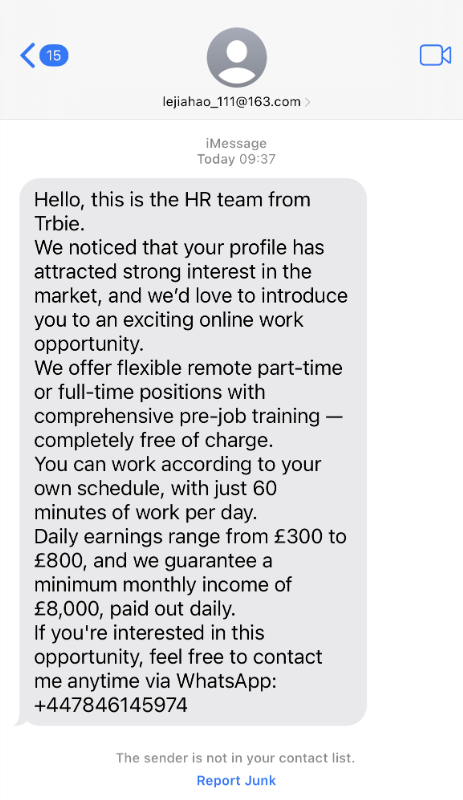 15
lejiahao_111@163.com
iMessage
Today 09:37
Hello, this is the HR team from
Trbie.
We noticed that your profile has
attracted strong interest in the
market, and we'd love to introduce
you to an exciting online work
opportunity.
We offer flexible remote part-time
or full-time positions with
comprehensive pre-job training —
completely free of charge.
You can work according to your
own schedule, with just 60
minutes of work per day.
Daily earnings range from £300 to
£800, and we guarantee a
minimum monthly income of
£8,000, paid out daily.
If you're interested in this
opportunity, feel free to contact
me anytime via WhatsApp:
+447846145974
The sender is not in your contact list.
Report Junk